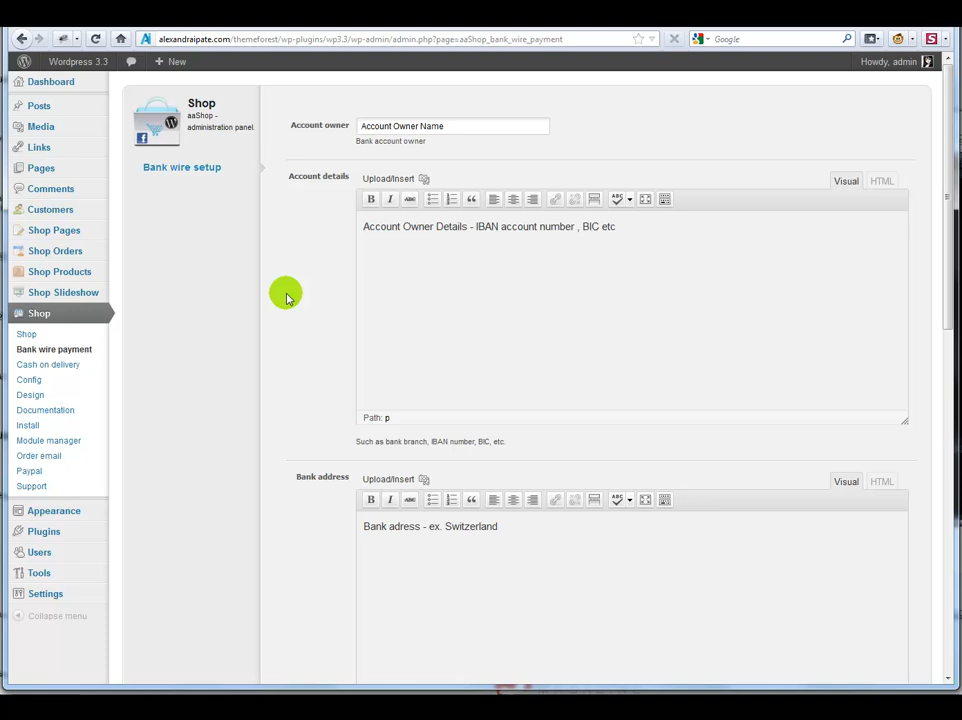 alexandraipate.com/themeforest/wp-plugins/wp3.3/wp-admin/admin.php?page=aaShop_bank_wire_payment
Google
Wordpress 3.3
New
Howdy, admin
Dashboard
Posts
Media
Links
Pages
Comments
Customers
Shop Pages
Shop Orders
Shop Products
Shop Slideshow
Shop
Shop
Bank wire payment
Cash on delivery
Config
Design
Documentation
Install
Module manager
Order email
Paypal
Support
Appearance
Plugins
Users
Tools
Settings
Collapse menu
Shop
aaShop -
administration panel.
Bank wire setup
Account owner
Account Owner Name
Bank account owner
Account details
Upload/Insert
Visual
HTML
B I ABC ABC
Account Owner Details - IBAN account number , BIC etc
Path: p
Such as bank branch, IBAN number, BIC, etc.
Bank address
Upload/Insert
Visual
HTML
B I ABC ABC
Bank adress - ex. Switzerland